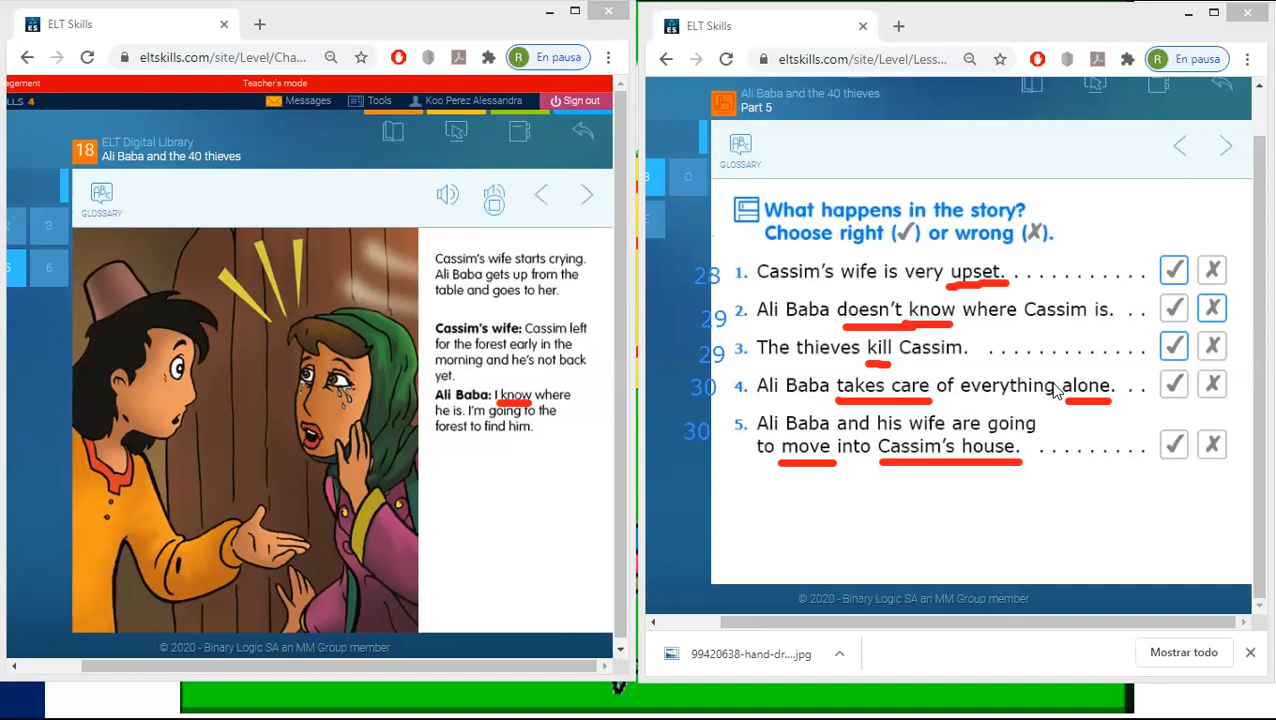 ELT Skills
eltskills.com/site/Level/Cha...
En pausa
agement
Teacher's mode
LLS 4
Messages
Tools
Koo Perez Alessandra
Sign out
18
ELT Digital Library
Ali Baba and the 40 thieves
ABC
GLOSSARY
2
3
5
6
Cassim's wife starts crying.
Ali Baba gets up from the
table and goes to her.
Cassim's wife: Cassim left
for the forest early in the
morning and he's not back
yet.
Ali Baba: I know where
he is. I'm going to the
forest to find him.
© 2020 - Binary Logic SA an MM Group member
ELT Skills
eltskills.com/site/Level/Less...
En pausa
Ali Baba and the 40 thieves
Part 5
ABC
GLOSSARY
B
C
E
What happens in the story?
Choose right (✓) or wrong (✗).
28 1. Cassim's wife is very upset. . . . . . . . . . . . ✓ ✗
29 2. Ali Baba doesn't know where Cassim is. . . ✓ ✗
29 3. The thieves kill Cassim. . . . . . . . . . . . . . . ✓ ✗
30 4. Ali Baba takes care of everything alone. . . ✓ ✗
30 5. Ali Baba and his wife are going
to move into Cassim's house. . . . . . . . . . ✓ ✗
© 2020 - Binary Logic SA an MM Group member
99420638-hand-dr....jpg
Mostrar todo